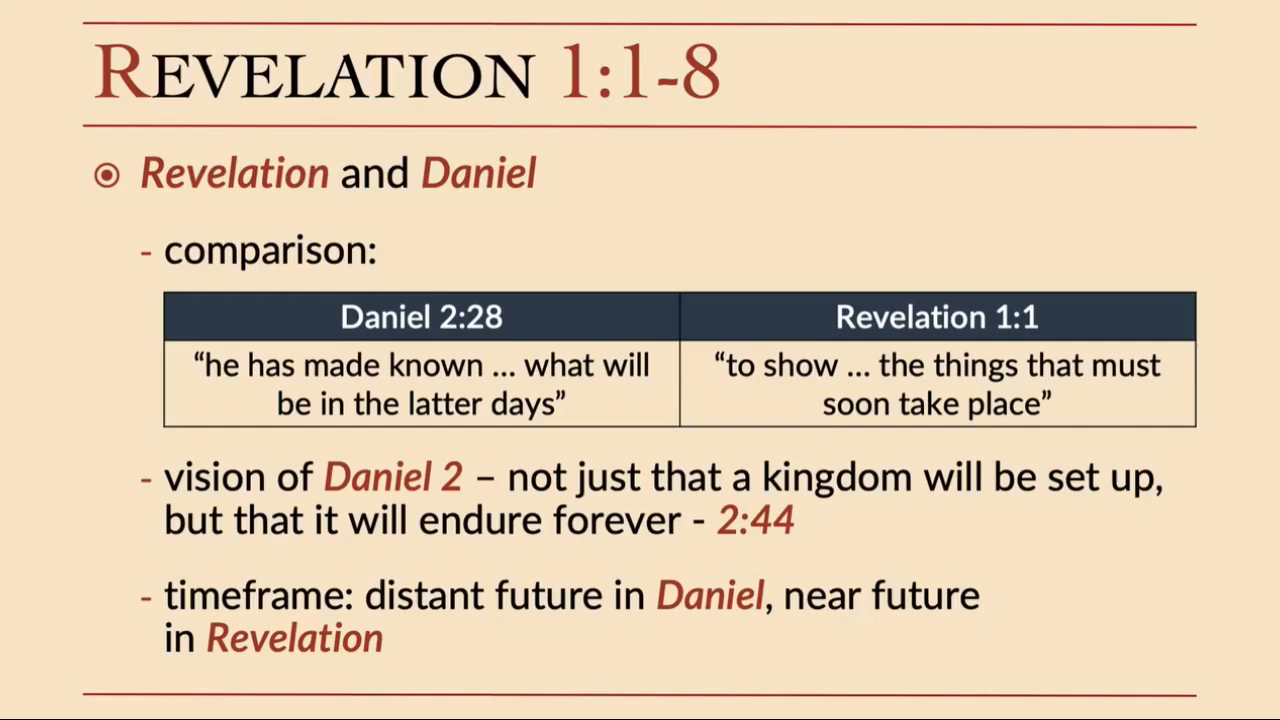 REVELATION 1:1-8
Revelation and Daniel
- comparison:
Daniel 2:28
Revelation 1:1
“he has made known ... what will
be in the latter days”
“to show ... the things that must
soon take place”
- vision of Daniel 2 – not just that a kingdom will be set up,
but that it will endure forever - 2:44
- timeframe: distant future in Daniel, near future
in Revelation